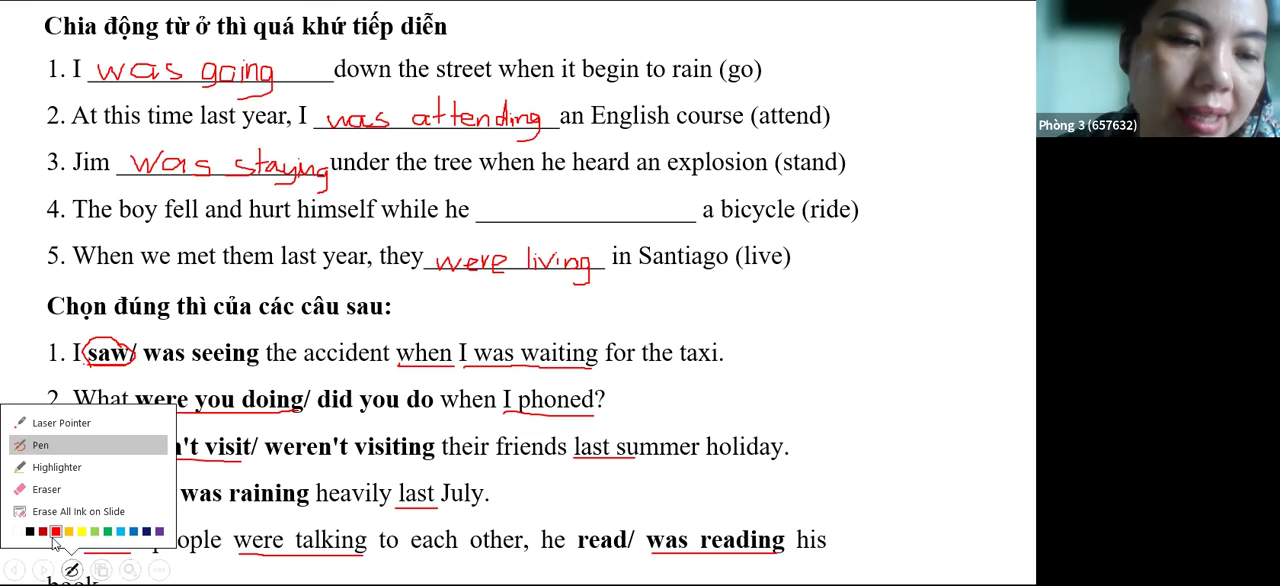 Chia động từ ở thì quá khứ tiếp diễn
1. I was going down the street when it begin to rain (go)
2. At this time last year, I was attending an English course (attend)
3. Jim was staying under the tree when he heard an explosion (stand)
4. The boy fell and hurt himself while he ________________ a bicycle (ride)
5. When we met them last year, they were living in Santiago (live)
Chọn đúng thì của các câu sau:
1. I saw/ was seeing the accident when I was waiting for the taxi.
2. What were you doing/ did you do when I phoned?
't visit/ weren't visiting their friends last summer holiday.
was raining heavily last July.
were talking to each other, he read/ was reading his
Phòng 3 (657632)
Laser Pointer
Pen
Highlighter
Eraser
Erase All Ink on Slide